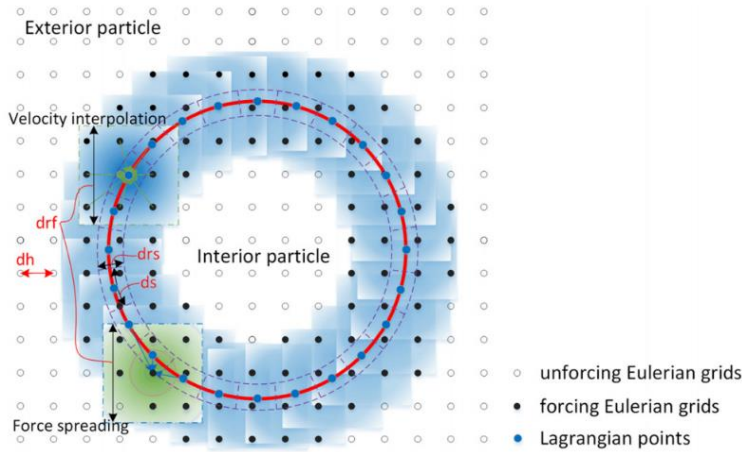 Exterior particle
Velocity interpolation
drf
drs
Interior particle
dh
ds
unforcing Eulerian grids
forcing Eulerian grids
Force spreading
Lagrangian points